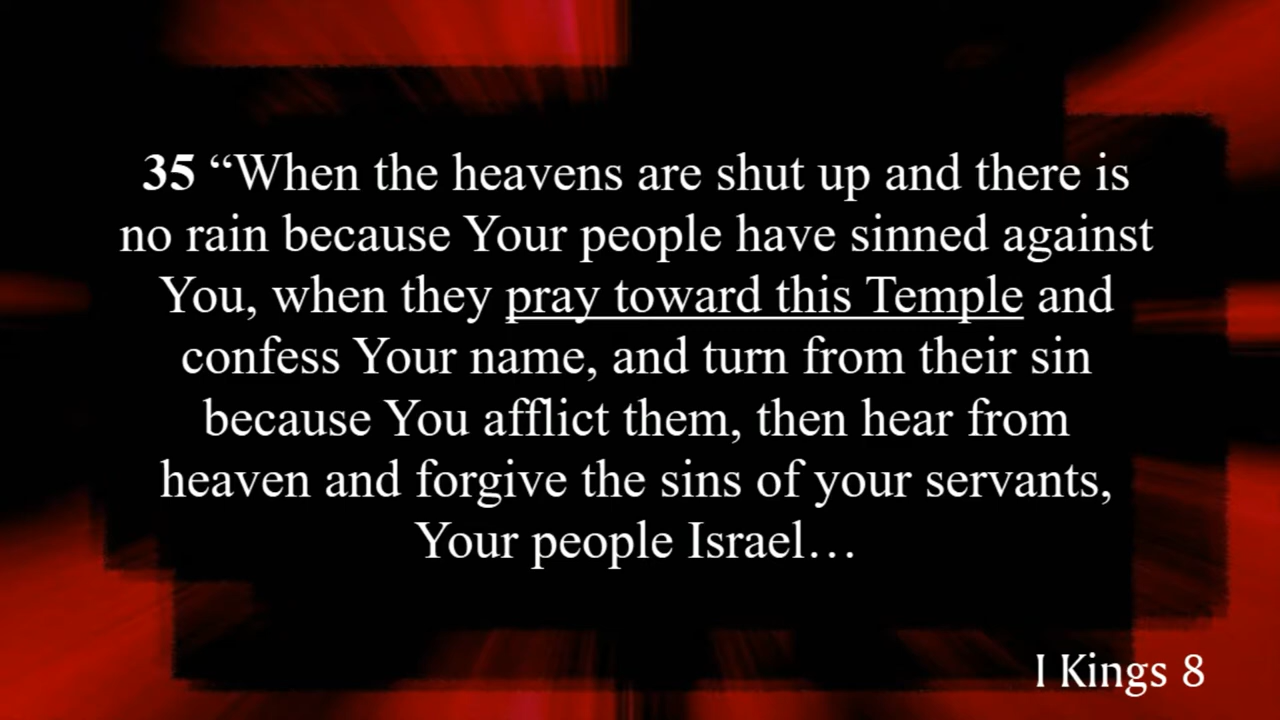 35 “When the heavens are shut up and there is
no rain because Your people have sinned against
You, when they pray toward this Temple and
confess Your name, and turn from their sin
because You afflict them, then hear from
heaven and forgive the sins of your servants,
Your people Israel…
I Kings 8